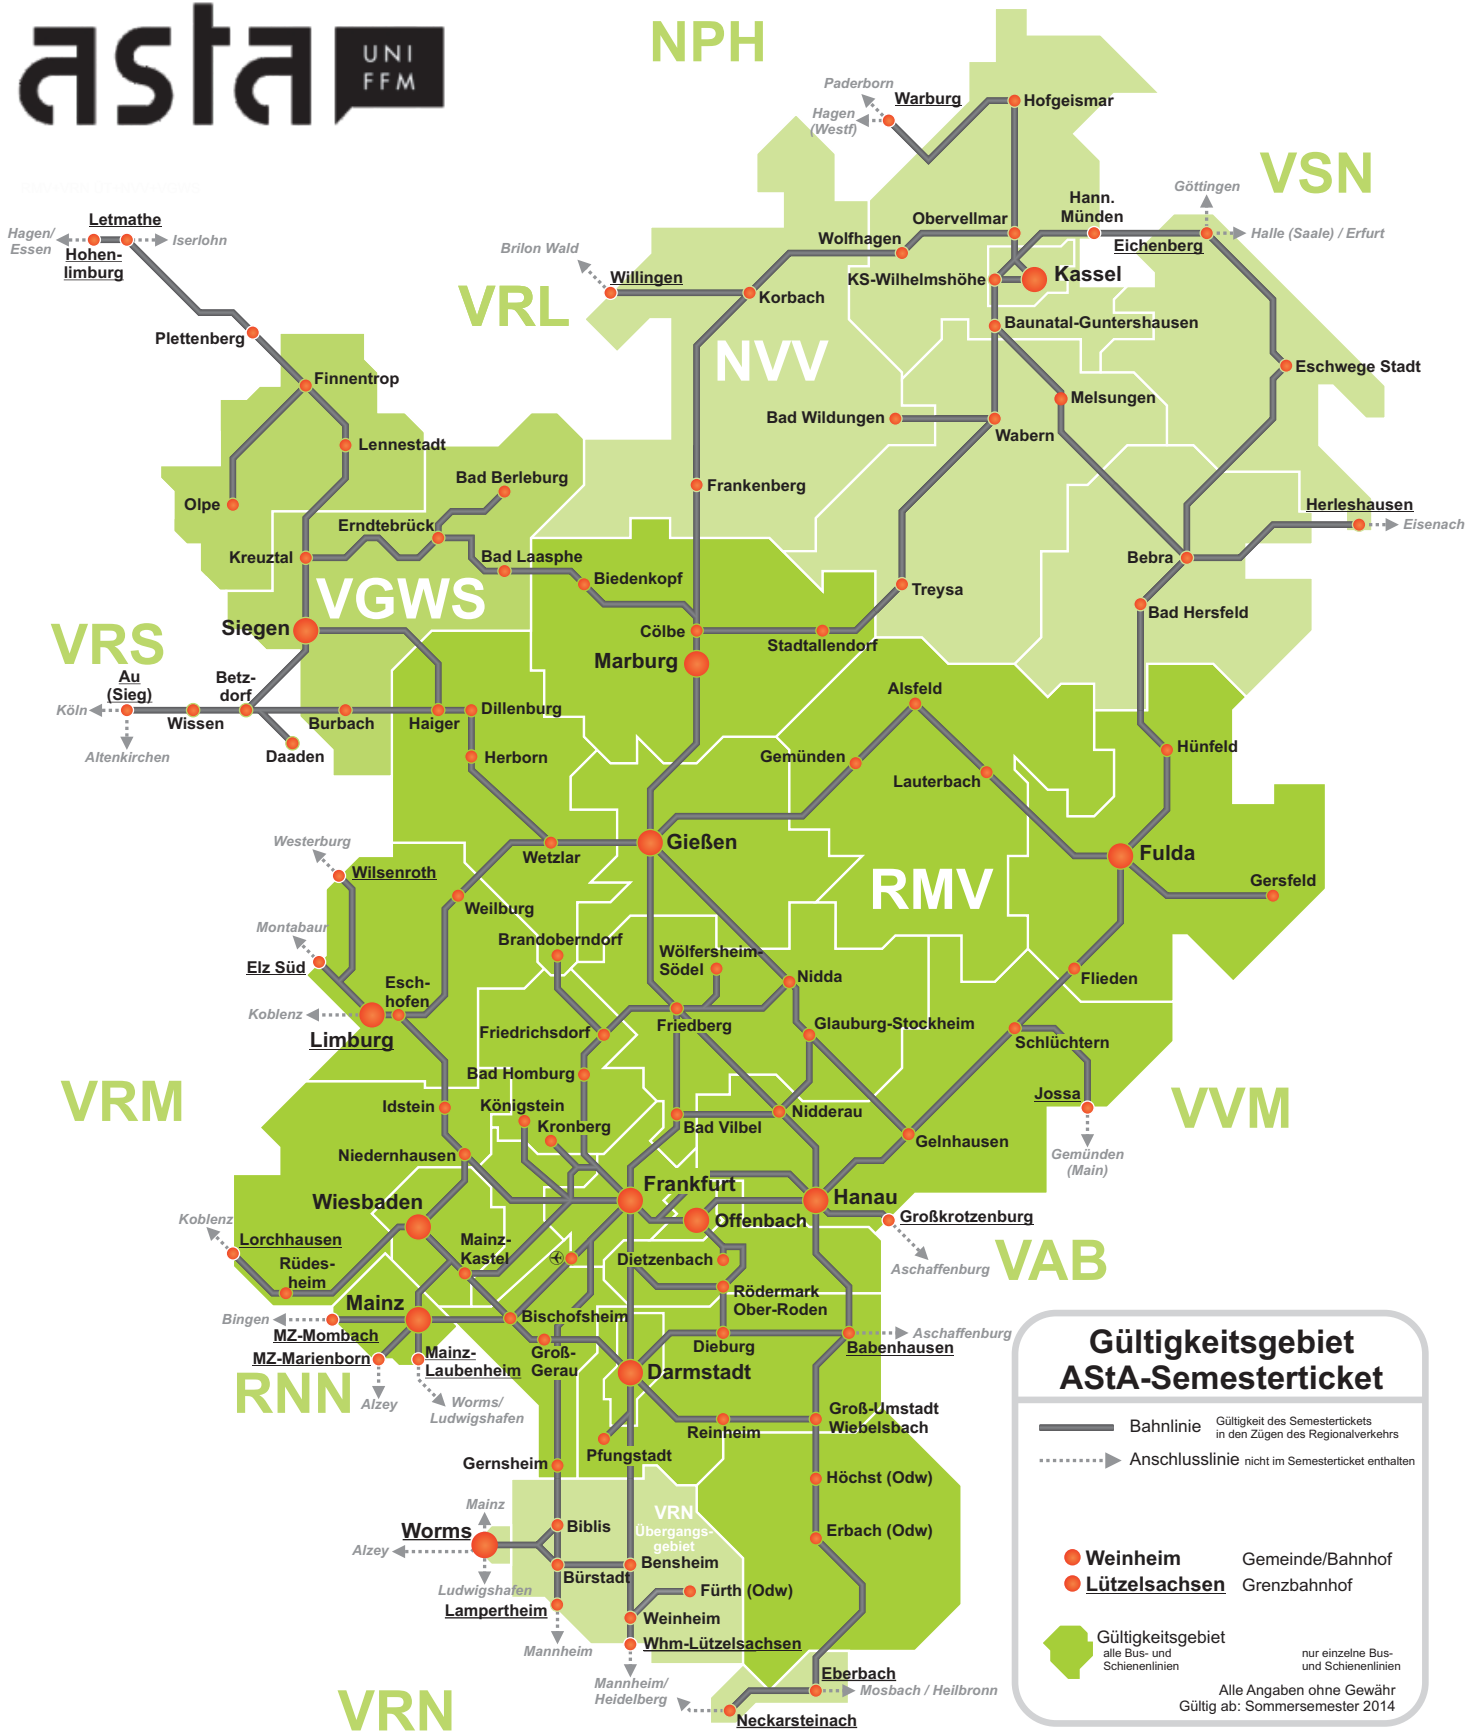 asta
UNI
FFM
NPH
Paderborn
Warburg
Hofgeismar
Hagen
(Westf)
VSN
Göttingen
Hann.
Münden
Letmathe
Hagen/
Essen
Iserlohn
Hohen-
limburg
Obervellmar
Eichenberg
Halle (Saale) / Erfurt
Wolfhagen
Brilon Wald
Willingen
KS-Wilhelmshöhe
Kassel
VRL
Korbach
Baunatal-Guntershausen
Plettenberg
NVV
Eschwege Stadt
Finnentrop
Melsungen
Bad Wildungen
Wabern
Lennestadt
Bad Berleburg
Frankenberg
Olpe
Herleshausen
Eisenach
Erndtebrück
Kreuztal
Bad Laasphe
Biedenkopf
Bebra
VGWS
Treysa
Bad Hersfeld
Siegen
Cölbe
Stadtallendorf
VRS
Marburg
Au
(Sieg)
Betz-
dorf
Alsfeld
Köln
Wissen
Burbach
Haiger
Dillenburg
Altenkirchen
Daaden
Herborn
Gemünden
Hünfeld
Lauterbach
Westerburg
Wilsenroth
Wetzlar
Gießen
Fulda
RMV
Gersfeld
Weilburg
Montabaur
Brandoberndorf
Wölfersheim-
Södel
Elz Süd
Esch-
hofen
Nidda
Flieden
Koblenz
Limburg
Friedrichsdorf
Friedberg
Glauburg-Stockheim
Schlüchtern
VRM
Bad Homburg
Idstein
Königstein
Kronberg
Bad Vilbel
Nidderau
Jossa
VVM
Gelnhausen
Niedernhausen
Gemünden
(Main)
Frankfurt
Hanau
Wiesbaden
Offenbach
Großkrotzenburg
Koblenz
Lorchhausen
Mainz-
Kastel
Dietzenbach
VAB
Aschaffenburg
Rüdes-
heim
Rödermark
Ober-Roden
Mainz
Bingen
MZ-Mombach
Bischofsheim
Dieburg
Aschaffenburg
Babenhausen
MZ-Marienborn
Mainz-
Laubenheim
Groß-
Gerau
Darmstadt
RNN
Alzey
Worms/
Ludwigshafen
Reinheim
Groß-Umstadt
Wiebelsbach
Pfungstadt
Gernsheim
Höchst (Odw)
Mainz
VRN
Übergangs-
gebiet
Worms
Biblis
Erbach (Odw)
Alzey
Bensheim
Bürstadt
Ludwigshafen
Fürth (Odw)
Lampertheim
Weinheim
Mannheim
Whm-Lützelsachsen
Mannheim/
Heidelberg
Eberbach
Mosbach / Heilbronn
VRN
Neckarsteinach
Gültigkeitsgebiet
AStA-Semesterticket
Bahnlinie
Gültigkeit des Semestertickets
in den Zügen des Regionalverkehrs
Anschlusslinie nicht im Semesterticket enthalten
Weinheim Gemeinde/Bahnhof
Lützelsachsen Grenzbahnhof
Gültigkeitsgebiet
alle Bus- und
Schienenlinien
nur einzelne Bus-
und Schienenlinien
Alle Angaben ohne Gewähr
Gültig ab: Sommersemester 2014